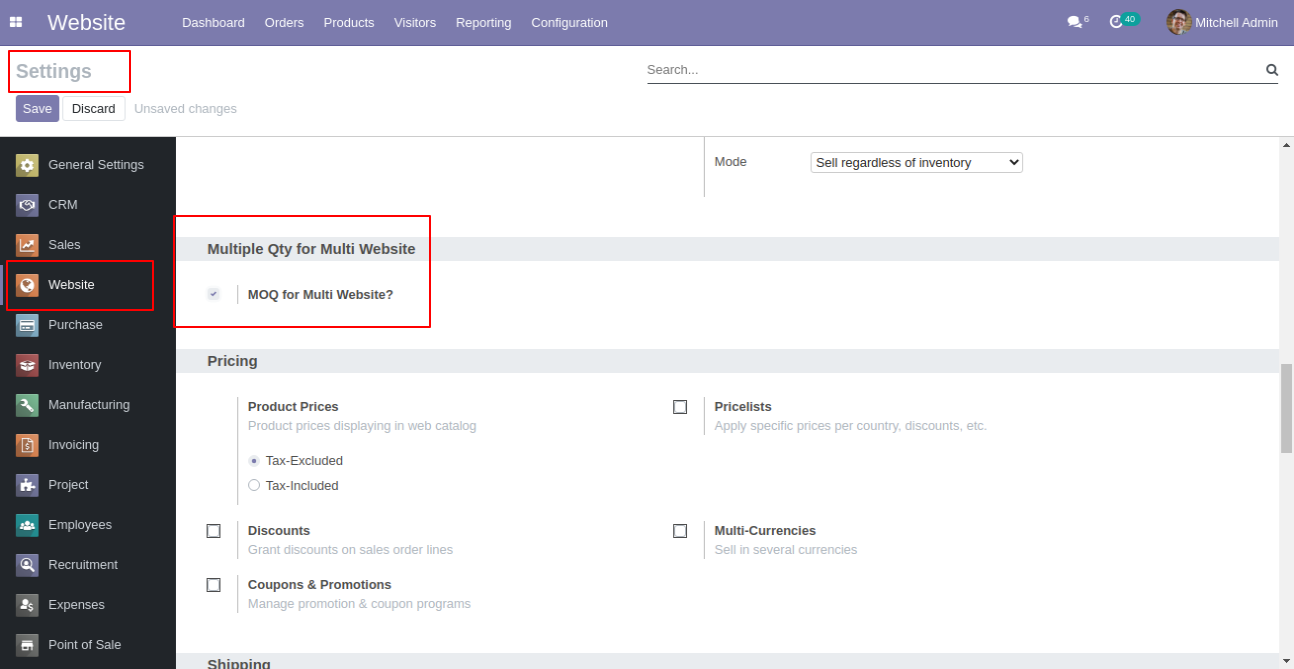 Website Dashboard Orders Products Visitors Reporting Configuration 6 40 Mitchell Admin
Settings Search...
Save Discard Unsaved changes
General Settings
CRM
Sales
Website
Purchase
Inventory
Manufacturing
Invoicing
Project
Employees
Recruitment
Expenses
Point of Sale
Mode Sell regardless of inventory
Multiple Qty for Multi Website
MOQ for Multi Website?
Pricing
Product Prices
Product prices displaying in web catalog
Tax-Excluded
Tax-Included
Pricelists
Apply specific prices per country, discounts, etc.
Discounts
Grant discounts on sales order lines
Multi-Currencies
Sell in several currencies
Coupons & Promotions
Manage promotion & coupon programs
Shipping